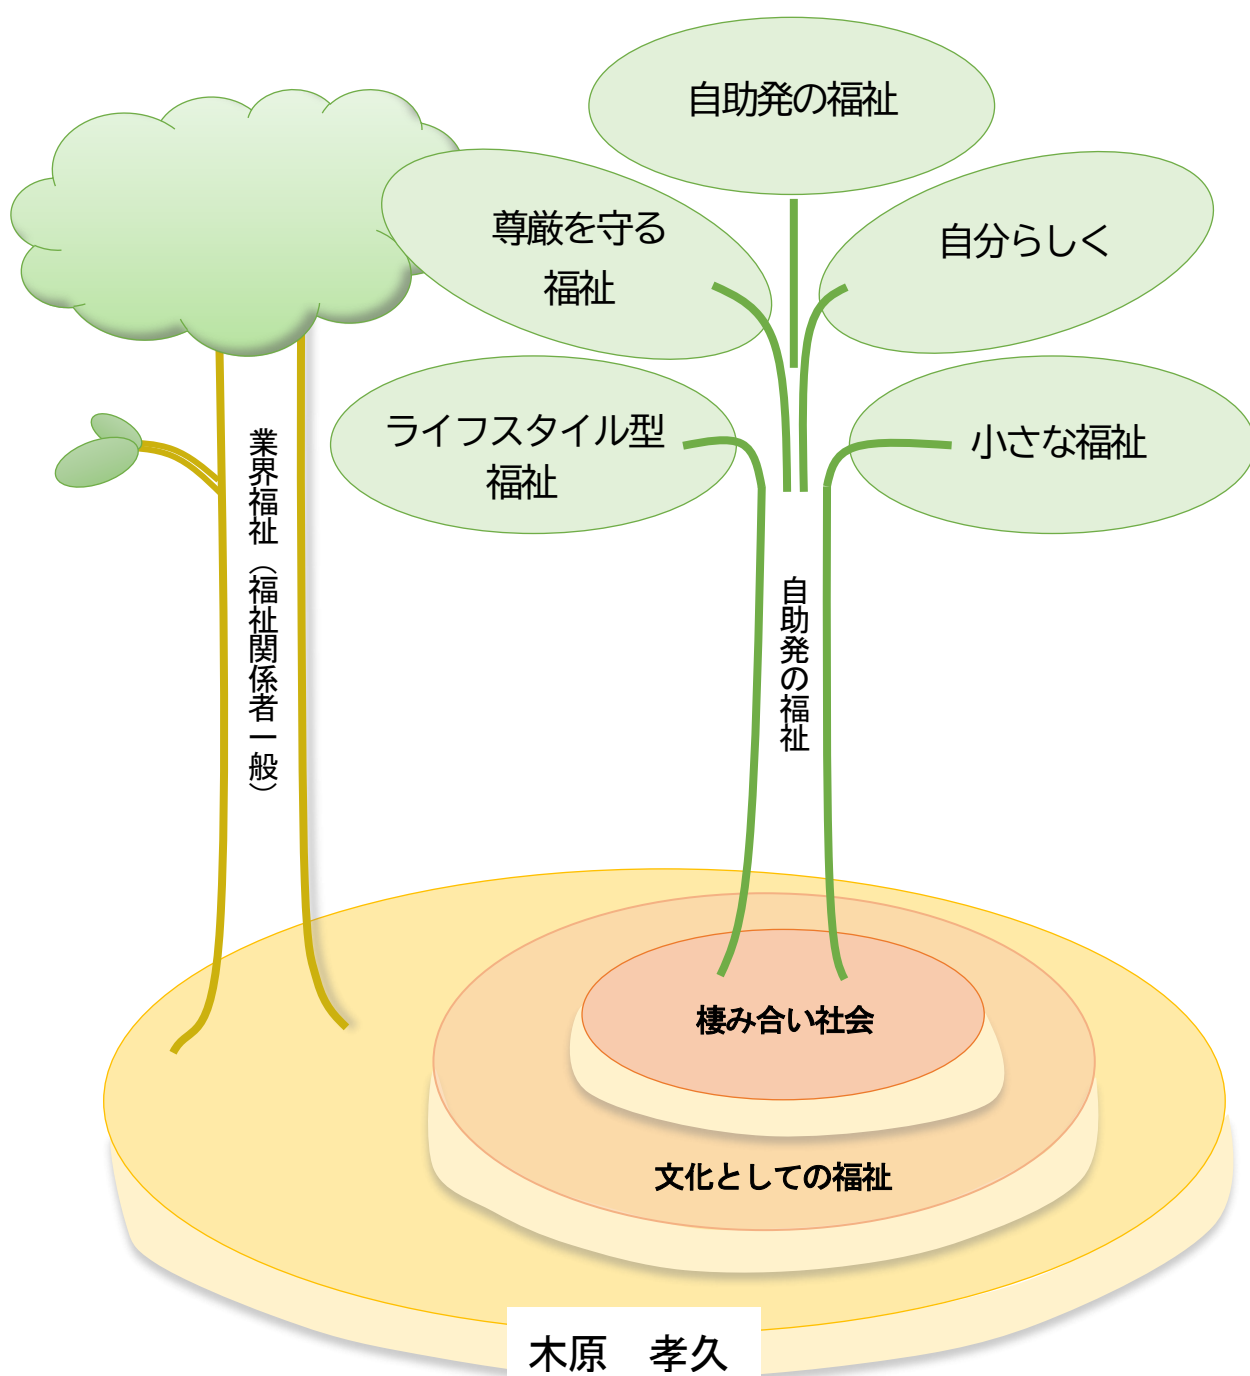 自助発の福祉
尊厳を守る
福祉
自分らしく
ライフスタイル型
福祉
小さな福祉
業界福祉（福祉関係者一般）
自助発の福祉
棲み合い社会
文化としての福祉
木原　孝久